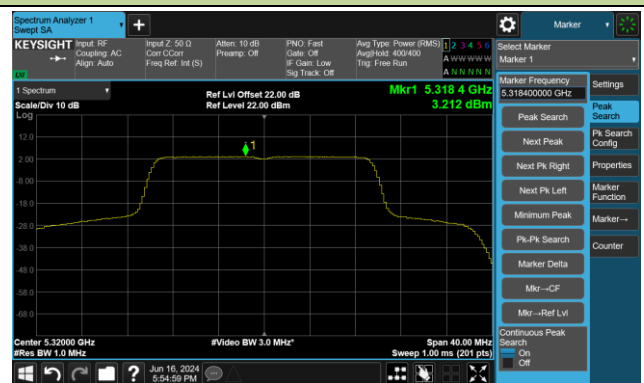 Spectrum Analyzer 1
Swept SA
+
Marker
KEYSIGHT
Input: RF
Coupling: AC
Align: Auto
Input Z: 50 Ω
Corr CCorr
Freq Ref: Int (S)
Atten: 10 dB
Preamp: Off
PNO: Fast
Gate: Off
IF Gain: Low
Sig Track: Off
Avg Type: Power (RMS)
Avg|Hold: 400/400
Trig: Free Run
1 2 3 4 5 6
A W W W W W
A N N N N N
LVI
Select Marker
Marker 1
1 Spectrum
Scale/Div 10 dB
Log
Ref Lvl Offset 22.00 dB
Ref Level 22.00 dBm
Mkr1 5.318 4 GHz
3.212 dBm
12.0
2.00
-8.00
-18.0
-28.0
-38.0
-48.0
-58.0
-68.0
1
Center 5.32000 GHz
#Res BW 1.0 MHz
#Video BW 3.0 MHz*
Span 40.00 MHz
Sweep 1.00 ms (201 pts)
Marker Frequency
5.318400000 GHz
Peak Search
Next Peak
Next Pk Right
Next Pk Left
Minimum Peak
Pk-Pk Search
Marker Delta
Mkr→CF
Mkr→Ref Lvl
Continuous Peak
Search
On
Off
Settings
Peak
Search
Pk Search
Config
Properties
Marker
Function
Marker→
Counter
?
Jun 16, 2024
5:54:59 PM